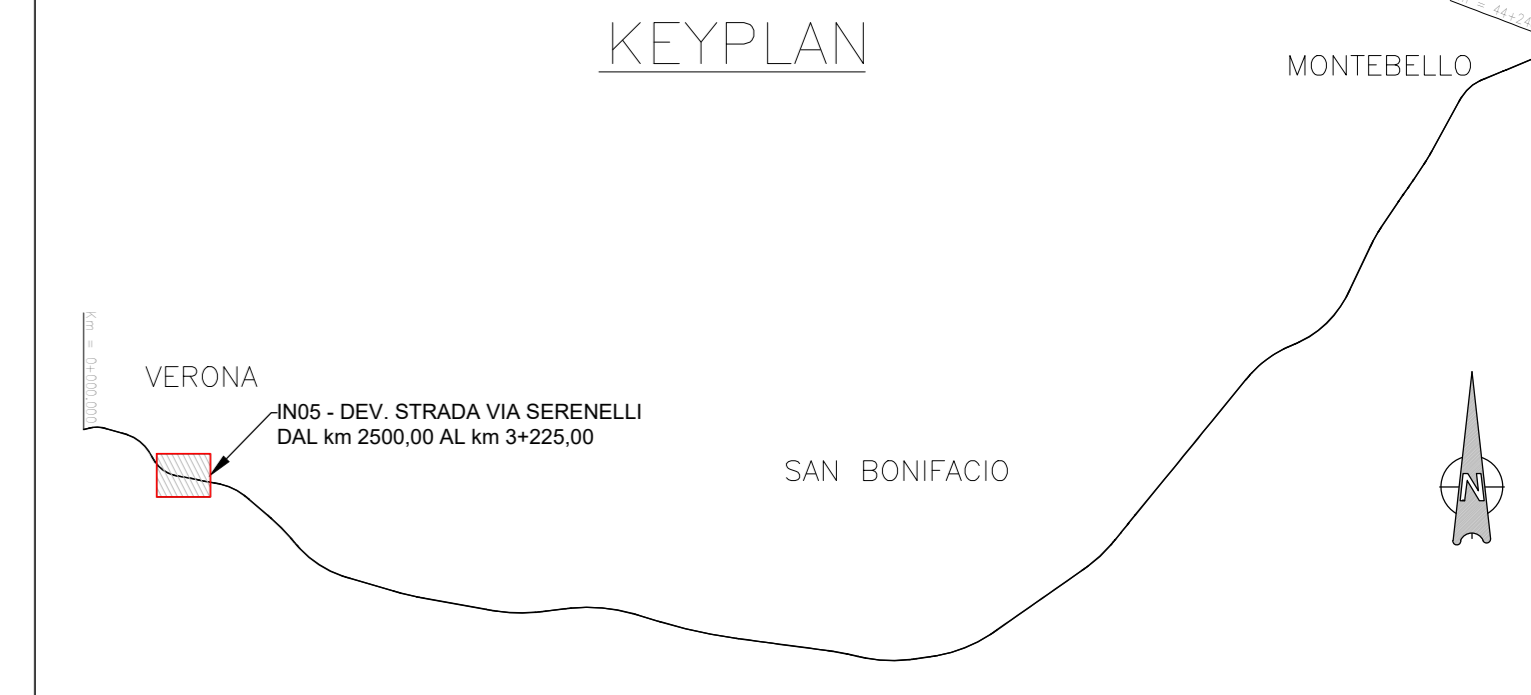 KEYPLAN
MONTEBELLO
Km = 0+000.000
VERONA
IN05 - DEV. STRADA VIA SERENELLI
DAL km 2500,00 AL km 3+225,00
SAN BONIFACIO
N